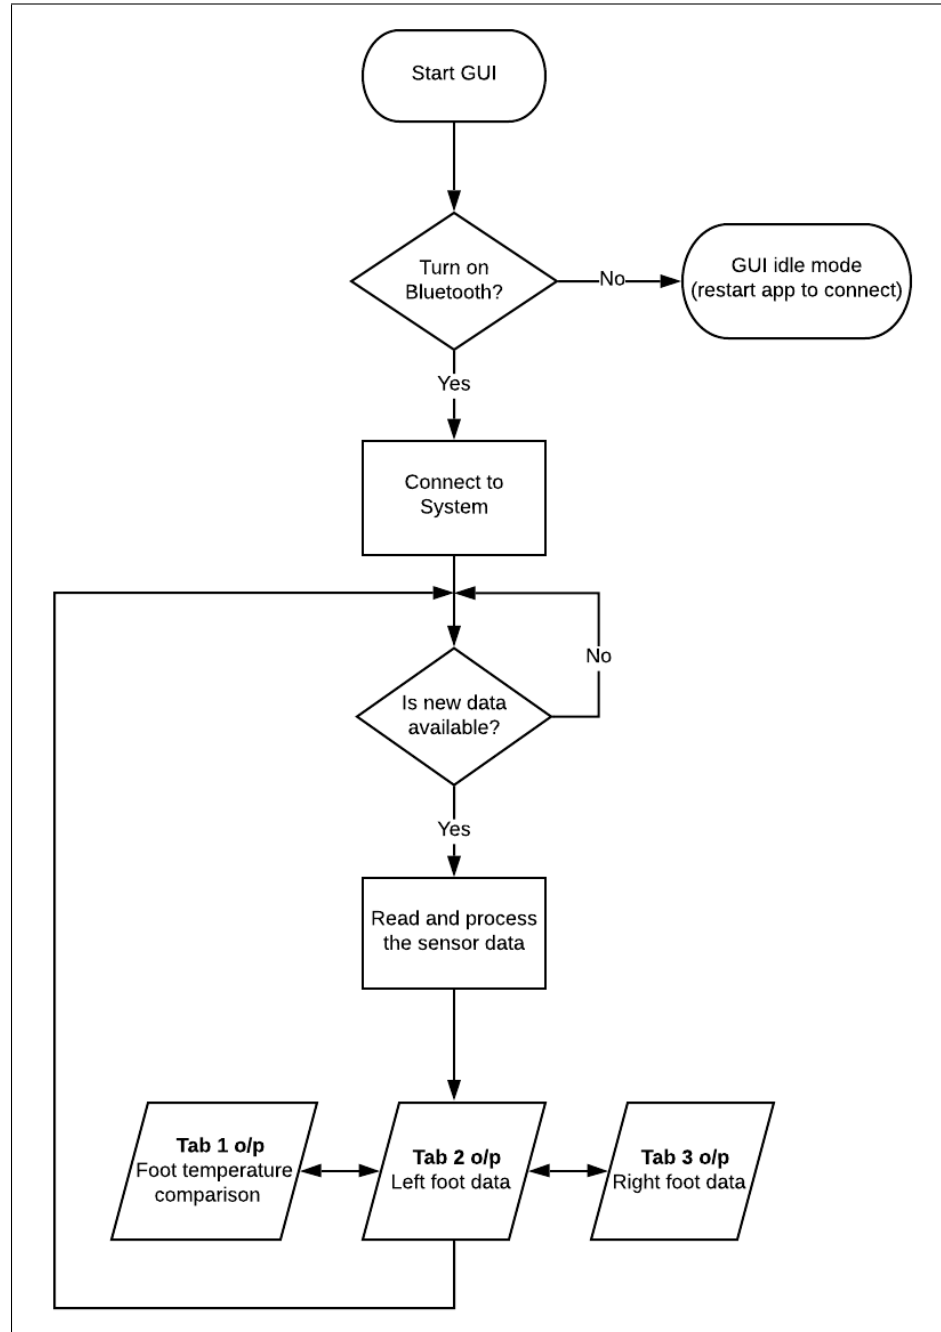 Start GUI
Turn on
Bluetooth?
No
GUI idle mode
(restart app to connect)
Yes
Connect to
System
No
Is new data
available?
Yes
Read and process
the sensor data
Tab 1 o/p
Foot temperature
comparison
Tab 2 o/p
Left foot data
Tab 3 o/p
Right foot data